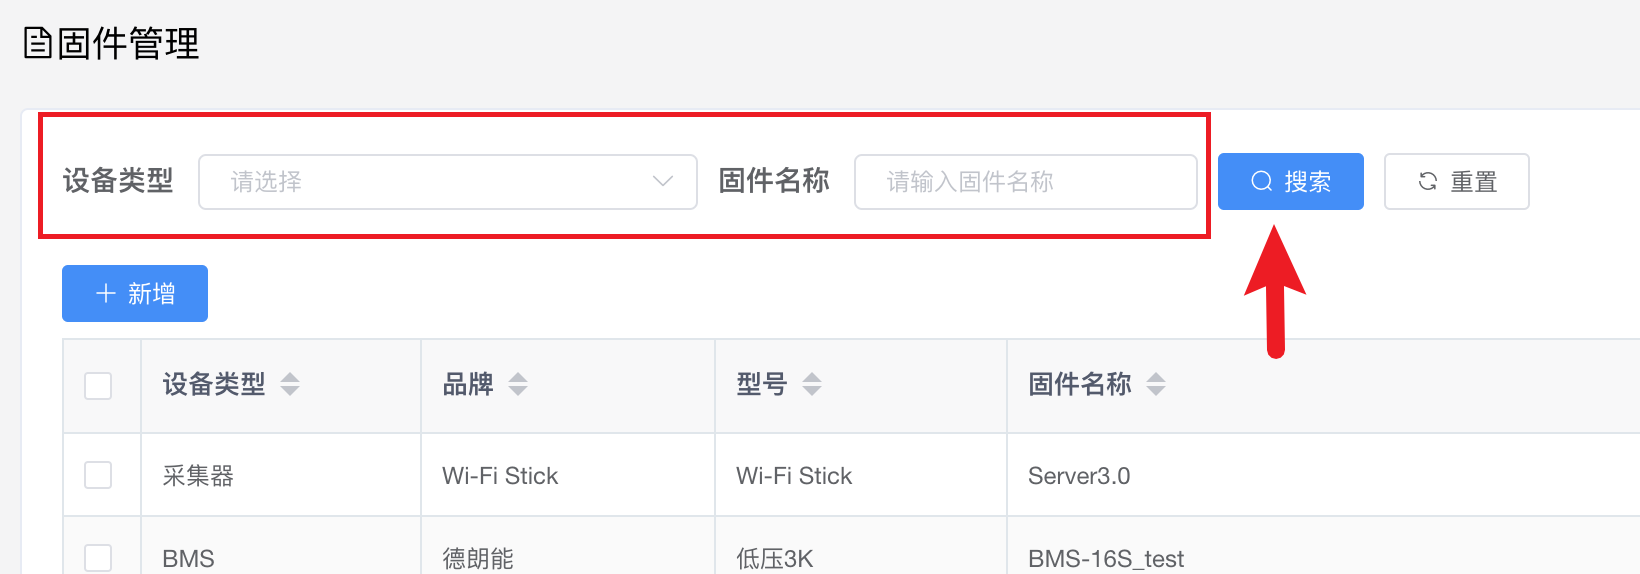 固件管理
设备类型 请选择 固件名称 请输入固件名称 搜索 重置
新增
设备类型 品牌 型号 固件名称
采集器 Wi-Fi Stick Wi-Fi Stick Server3.0
BMS 德朗能 低压3K BMS-16S_test